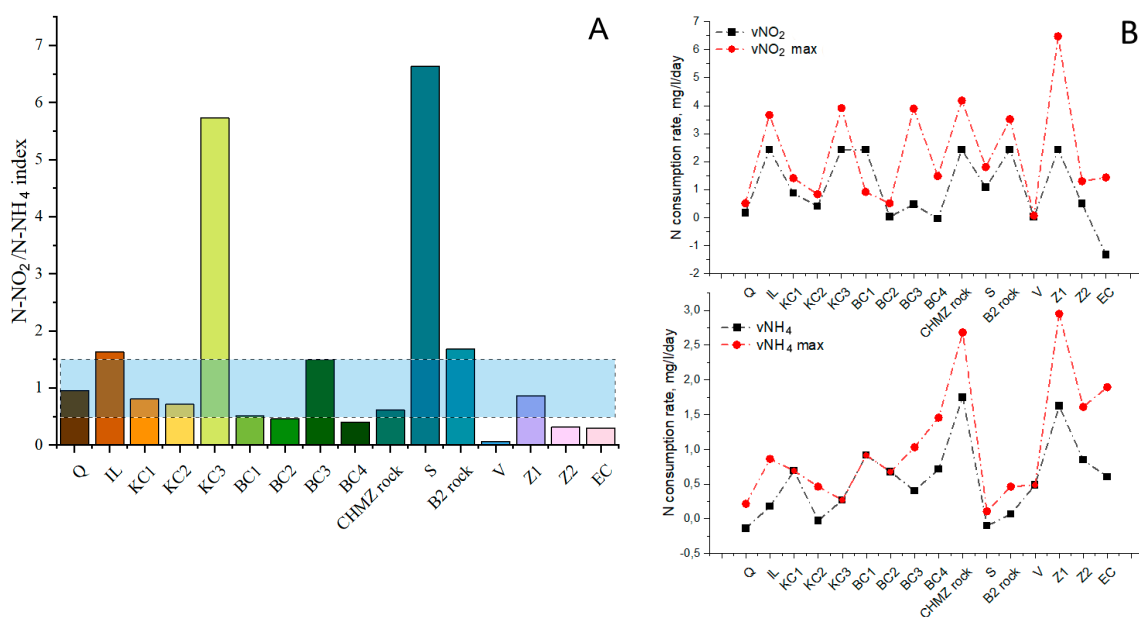 A
N-NO₂/N-NH₄ index
7
6
5
4
3
2
1
0
Q
IL
KC1
KC2
KC3
BC1
BC2
BC3
BC4
CHMZ rock
S
B2 rock
V
Z1
Z2
EC
B
N consumption rate, mg/l/day
7
6
5
4
3
2
1
0
-1
-2
vNO₂
vNO₂ max
Q
IL
KC1
KC2
KC3
BC1
BC2
BC3
BC4
CHMZ rock
S
B2 rock
V
Z1
Z2
EC
N consumption rate, mg/l/day
3,0
2,5
2,0
1,5
1,0
0,5
0,0
-0,5
vNH₄
vNH₄ max
Q
IL
KC1
KC2
KC3
BC1
BC2
BC3
BC4
CHMZ rock
S
B2 rock
V
Z1
Z2
EC